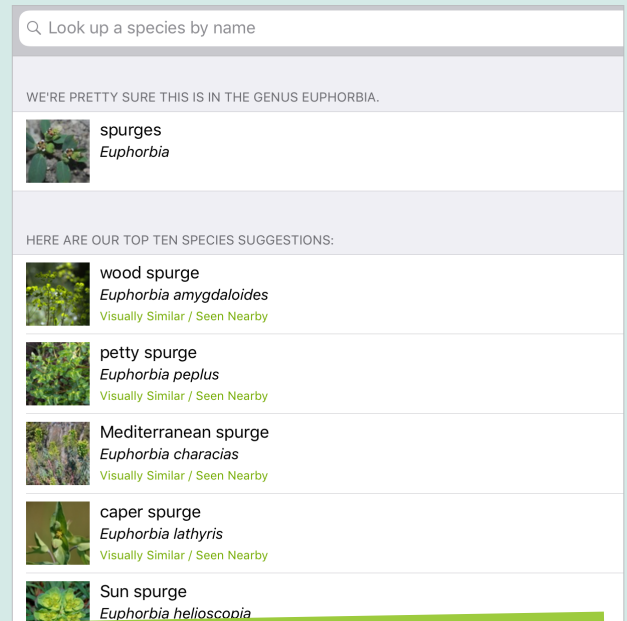 Look up a species by name
WE'RE PRETTY SURE THIS IS IN THE GENUS EUPHORBIA.
spurges
Euphorbia
HERE ARE OUR TOP TEN SPECIES SUGGESTIONS:
wood spurge
Euphorbia amygdaloides
Visually Similar / Seen Nearby
petty spurge
Euphorbia peplus
Visually Similar / Seen Nearby
Mediterranean spurge
Euphorbia characias
Visually Similar / Seen Nearby
caper spurge
Euphorbia lathyris
Visually Similar / Seen Nearby
Sun spurge
Euphorbia helioscopia